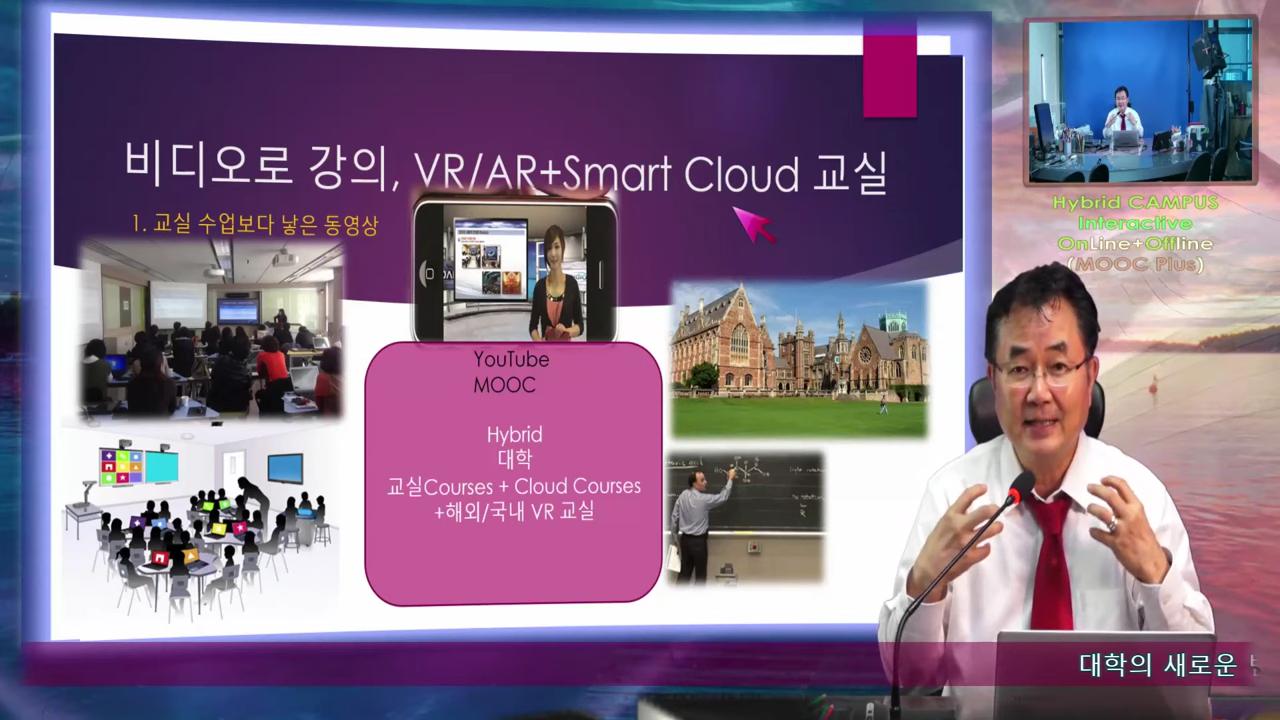 비디오로 강의, VR/AR+Smart Cloud 교실
1. 교실 수업보다 낳은 동영상
YouTube
MOOC
Hybrid
대학
교실Courses + Cloud Courses
+해외/국내 VR 교실
Hybrid CAMPUS
Interactive
OnLine+Offline
(MOOC Plus)
대학의 새로운